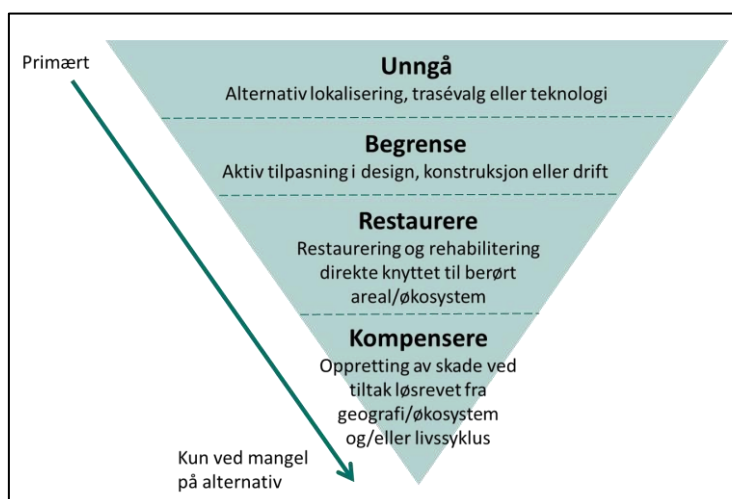 Primært
Unngå
Alternativ lokalisering, trasévalg eller teknologi
Begrense
Aktiv tilpasning i design, konstruksjon eller drift
Restaurere
Restaurering og rehabilitering
direkte knyttet til berørt
areal/økosystem
Kompensere
Oppretting av skade ved
tiltak løsrevet fra
geografi/økosystem
og/eller livssyklus
Kun ved mangel
på alternativ